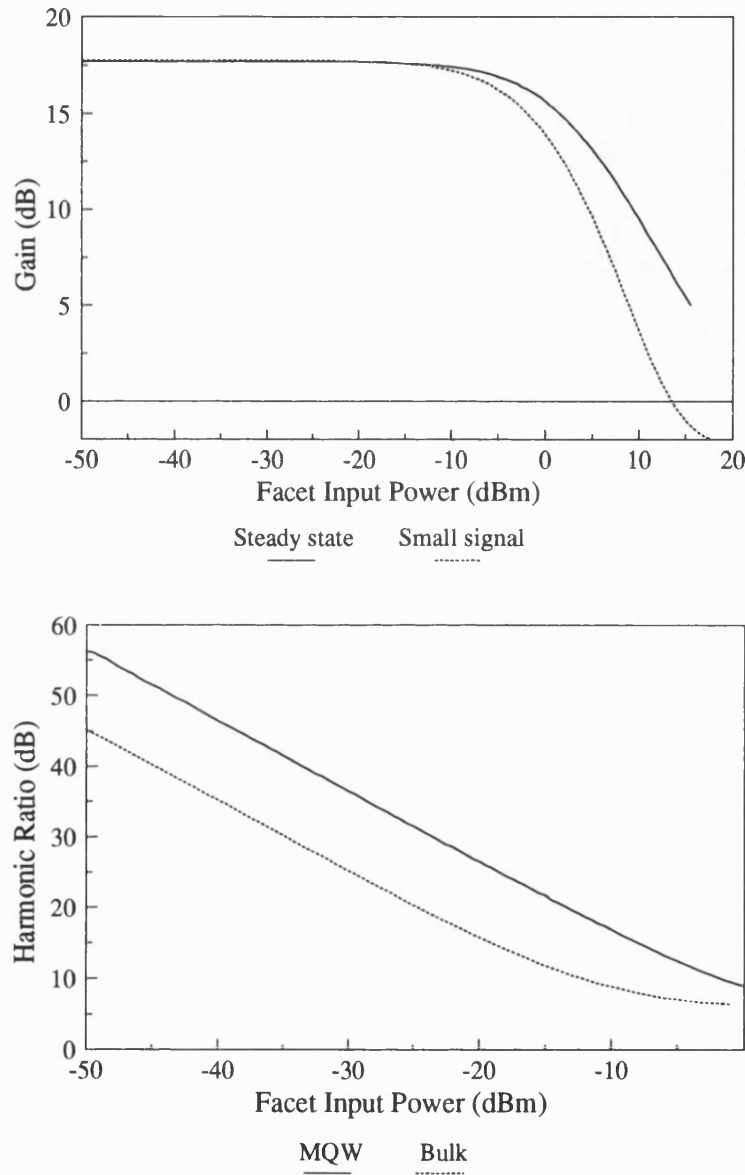 20
15
10
5
0
Gain (dB)
-50 -40 -30 -20 -10 0 10 20
Facet Input Power (dBm)
Steady state Small signal
60
50
40
30
20
10
0
Harmonic Ratio (dB)
-50 -40 -30 -20 -10
Facet Input Power (dBm)
MQW Bulk